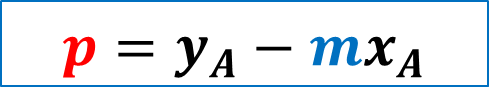 p = y_A − mx_A